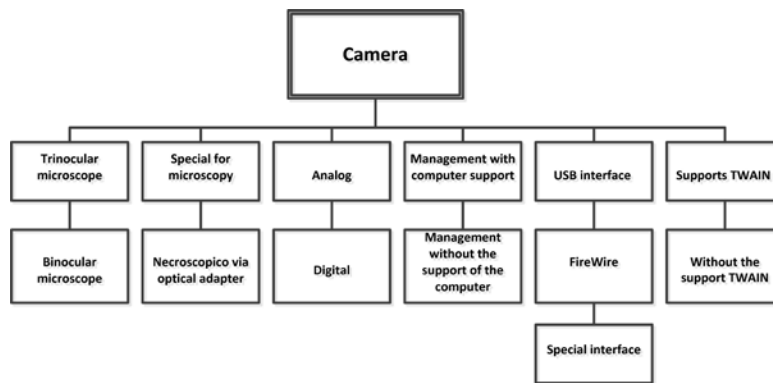 Camera
Trinocular
microscope
Special for
microscopy
Analog
Management with
computer support
USB interface
Supports TWAIN
Binocular
microscope
Necroscopico via
optical adapter
Digital
Management
without the
support of the
computer
FireWire
Without the
support TWAIN
Special interface